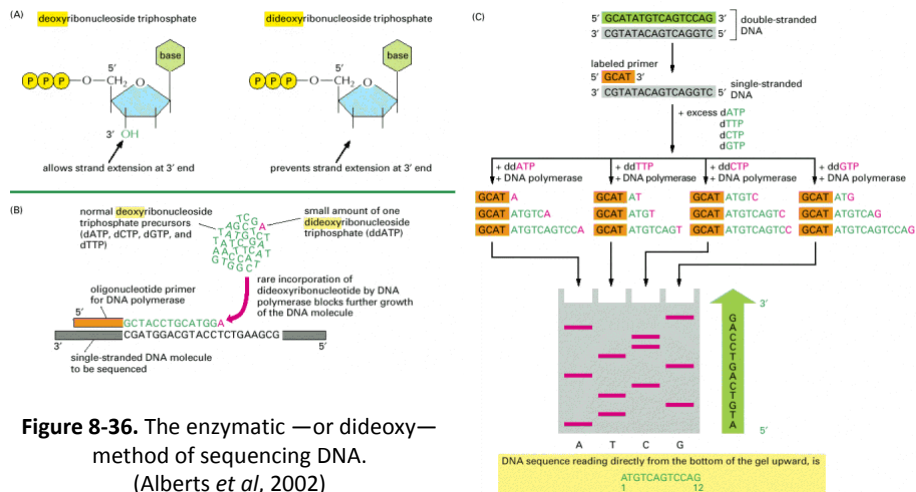 (A)
deoxyribonucleoside triphosphate
dideoxyribonucleoside triphosphate
base
base
5'
5'
P P P —O—CH₂ O
P P P —O—CH₂ O
3' OH
3'
allows strand extension at 3' end
prevents strand extension at 3' end
(B)
normal deoxyribonucleoside
triphosphate precursors
(dATP, dCTP, dGTP, and
dTTP)
small amount of one
dideoxyribonucleoside
triphosphate (ddATP)
rare incorporation of
dideoxyribonucleotide by DNA
polymerase blocks further growth
of the DNA molecule
oligonucleotide primer
for DNA polymerase
5'
GCTACCTGCATGGA
CGATGGACGTACCTCTGAAGCG
3'
5'
single-stranded DNA molecule
to be sequenced
Figure 8-36. The enzymatic —or dideoxy—
method of sequencing DNA.
(Alberts et al, 2002)
(C)
5' GCATATGTCAGTCCAG 3'
3' CGTATACAGTCAGGTC 5'
double-stranded
DNA
labeled primer
5' GCAT 3'
3' CGTATACAGTCAGGTC 5'
single-stranded
DNA
+ excess dATP
dTTP
dCTP
dGTP
+ ddATP
+ DNA polymerase
+ ddTTP
+ DNA polymerase
+ ddCTP
+ DNA polymerase
+ ddGTP
+ DNA polymerase
GCAT A
GCAT AT
GCAT ATGTC
GCAT ATG
GCAT ATGTCA
GCAT ATGT
GCAT ATGTCAGTC
GCAT ATGTCAG
GCAT ATGTCAGTCCA
GCAT ATGTCAGT
GCAT ATGTCAGTCC
GCAT ATGTCAGTCCAG
3'
GACCTGACTGTA
5'
A T C G
DNA sequence reading directly from the bottom of the gel upward, is
ATGTCAGTCCAG
1 12